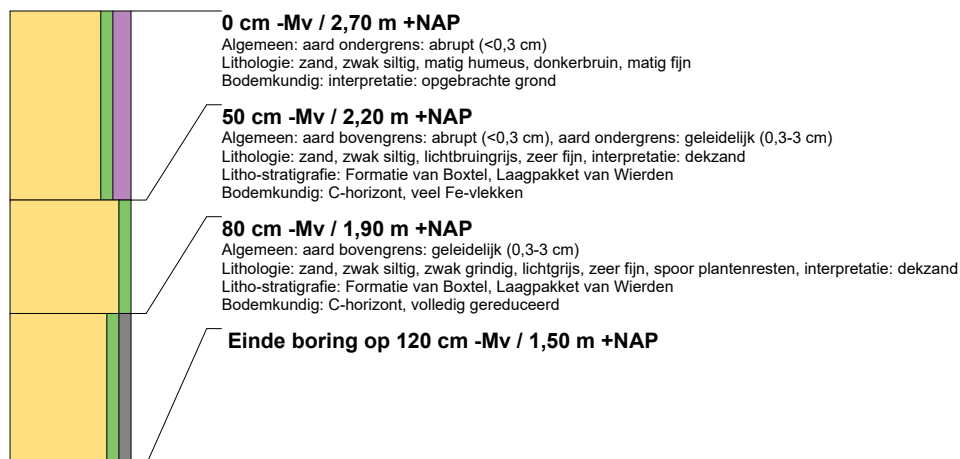 0 cm -Mv / 2,70 m +NAP
Algemeen: aard ondergrens: abrupt (<0,3 cm)
Lithologie: zand, zwak siltig, matig humeus, donkerbruin, matig fijn
Bodemkundig: interpretatie: opgebrachte grond
50 cm -Mv / 2,20 m +NAP
Algemeen: aard bovengrens: abrupt (<0,3 cm), aard ondergrens: geleidelijk (0,3-3 cm)
Lithologie: zand, zwak siltig, lichtbruingrijs, zeer fijn, interpretatie: dekzand
Litho-stratigrafie: Formatie van Boxtel, Laagpakket van Wierden
Bodemkundig: C-horizont, veel Fe-vlekken
80 cm -Mv / 1,90 m +NAP
Algemeen: aard bovengrens: geleidelijk (0,3-3 cm)
Lithologie: zand, zwak siltig, zwak grindig, lichtgrijs, zeer fijn, spoor plantenresten, interpretatie: dekzand
Litho-stratigrafie: Formatie van Boxtel, Laagpakket van Wierden
Bodemkundig: C-horizont, volledig gereduceerd
Einde boring op 120 cm -Mv / 1,50 m +NAP